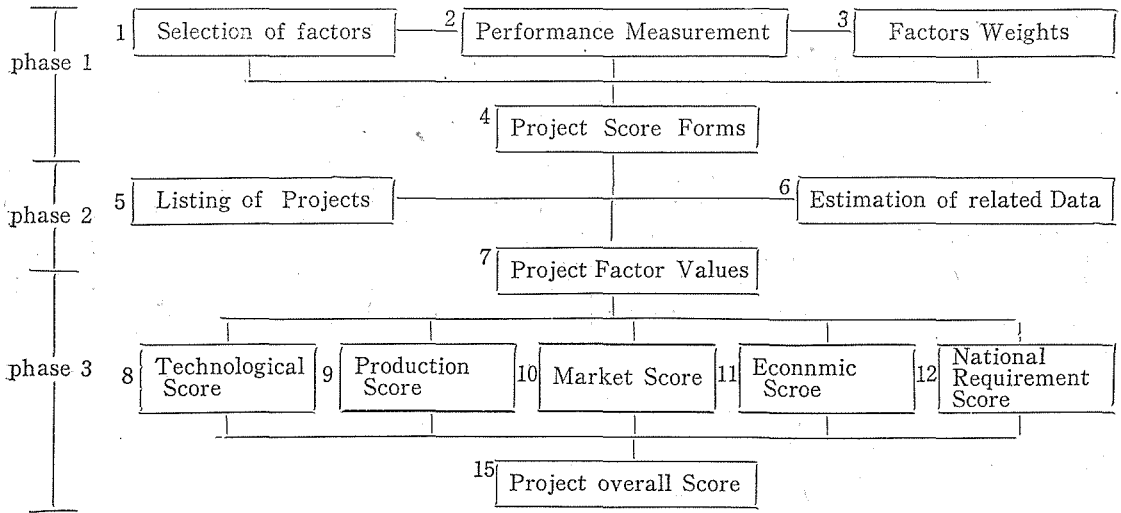 1 Selection of factors
2 Performance Measurement
3 Factors Weights
phase 1
4 Project Score Forms
5 Listing of Projects
6 Estimation of related Data
phase 2
7 Project Factor Values
phase 3
8 Technological
Score
9 Production
Score
10 Market Score
11 Econnmic
Scroe
12 National
Requirement
Score
15 Project overall Score